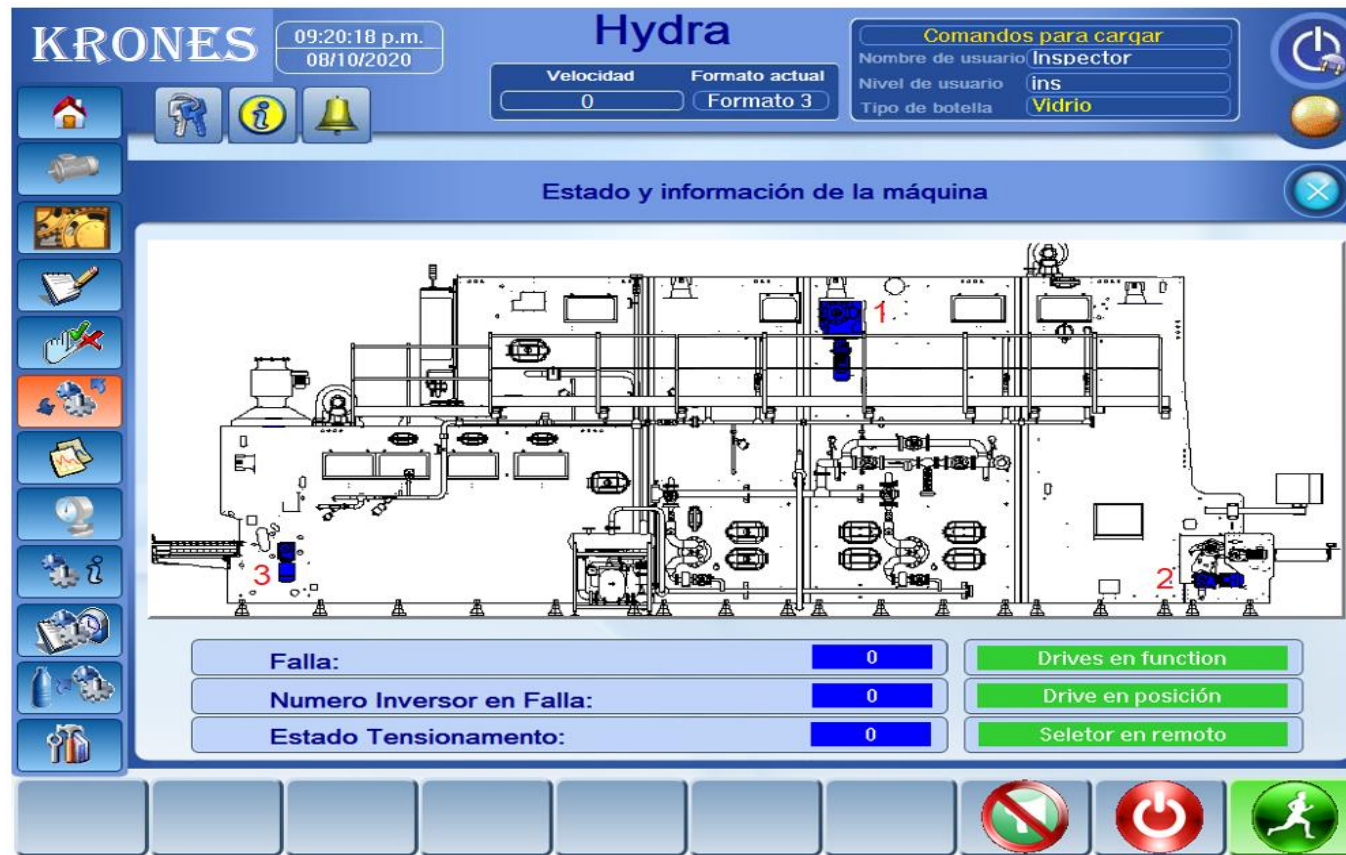 KRONES
09:20:18 p.m.
08/10/2020
Hydra
Velocidad
Formato actual
0
Formato 3
Comandos para cargar
Nombre de usuario Inspector
Nivel de usuario ins
Tipo de botella Vidrio
Estado y información de la máquina
1
3
2
Falla: 0
Drives en function
Numero Inversor en Falla: 0
Drive en posición
Estado Tensionamento: 0
Seletor en remoto